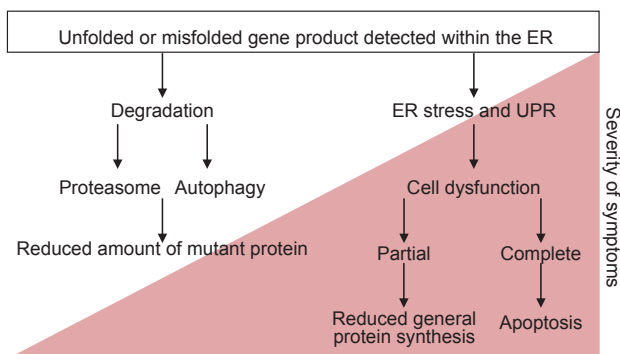 Unfolded or misfolded gene product detected within the ER
Degradation
ER stress and UPR
Proteasome
Autophagy
Cell dysfunction
Reduced amount of mutant protein
Partial
Complete
Reduced general
protein synthesis
Apoptosis
Severity of symptoms